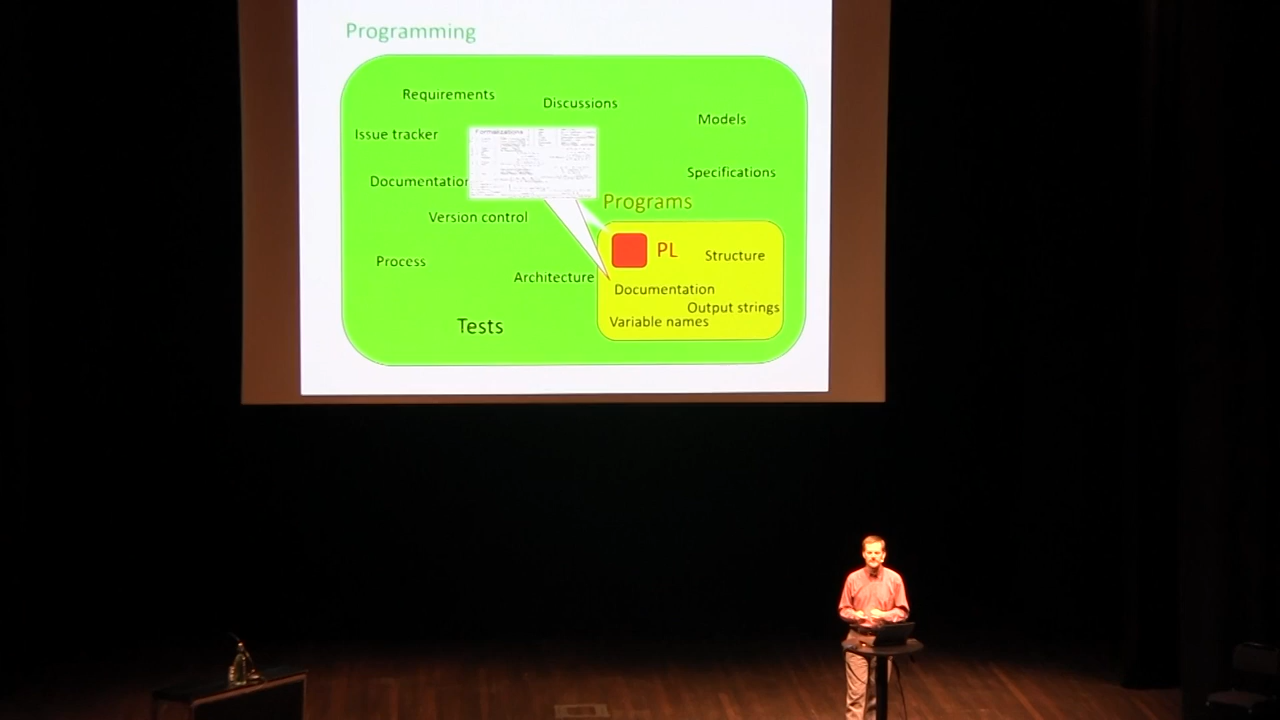 Programming
Requirements
Discussions
Models
Issue tracker
Formalizations
Documentation
Specifications
Programs
Version control
PL
Structure
Process
Architecture
Documentation
Output strings
Variable names
Tests